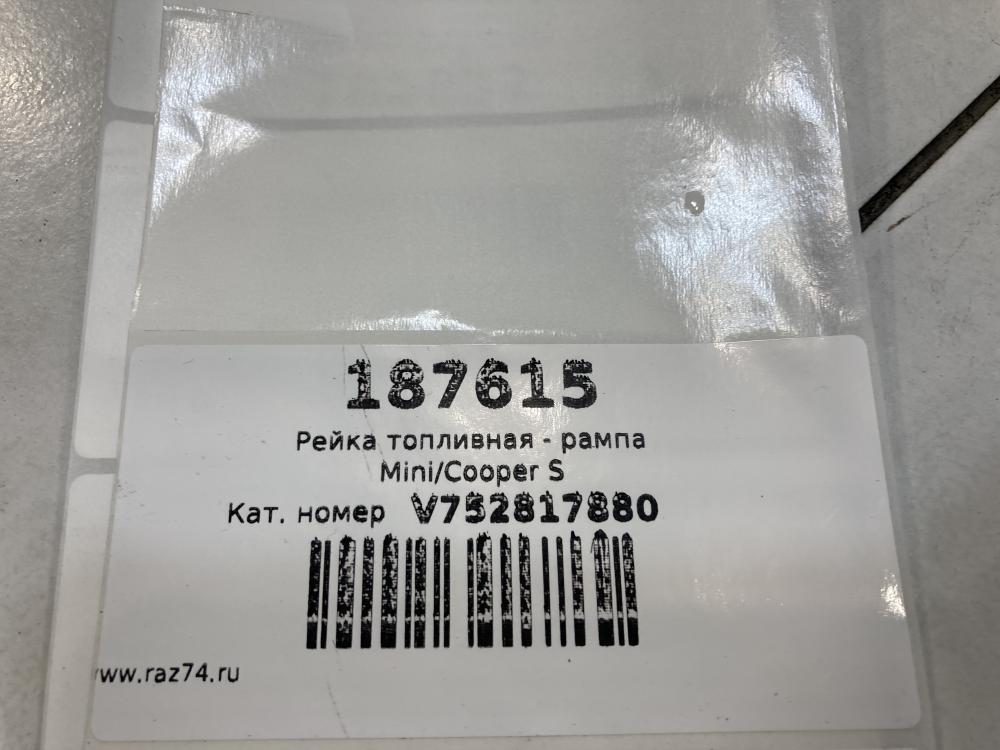 187615
Рейка топливная - рампа
Mini/Cooper S
Кат. номер V752817880
www.raz74.ru